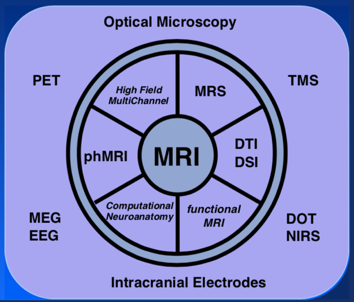 Optical Microscopy
PET
TMS
High Field
MultiChannel
MRS
phMRI
MRI
DTI
DSI
Computational
Neuroanatomy
functional
MRI
MEG
EEG
DOT
NIRS
Intracranial Electrodes